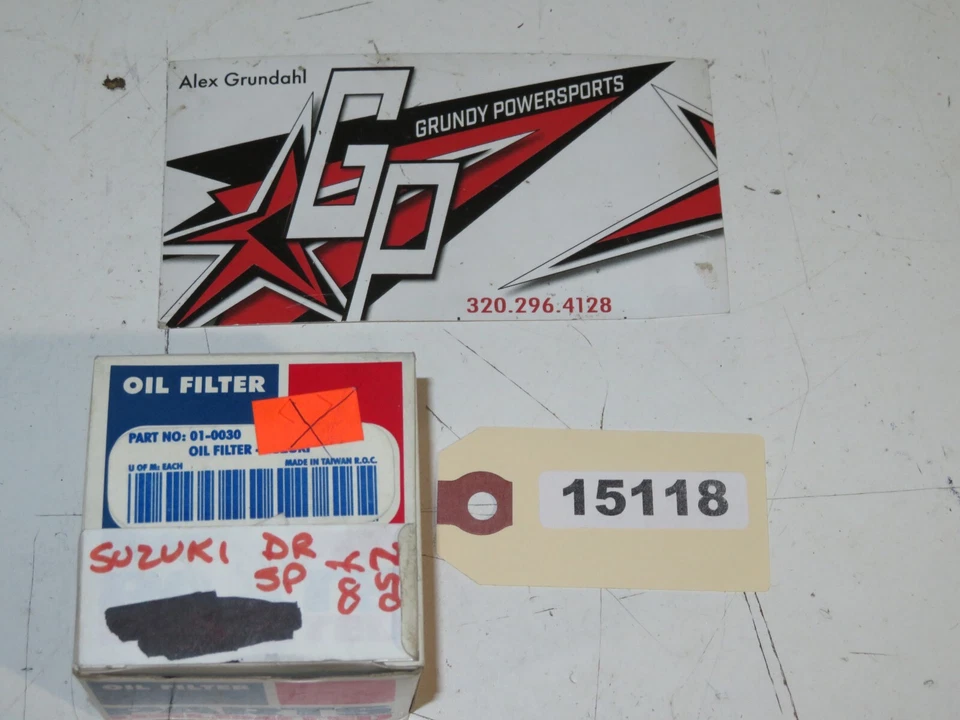 Alex Grundahl
GRUNDY POWERSPORTS
GP
320.296.4128
OIL FILTER
PART NO: 01-0030
OIL FILTER
U OF M: EACH
MADE IN TAIWAN R.O.C.
SUZUKI DR
SP
15118
OIL FILTER